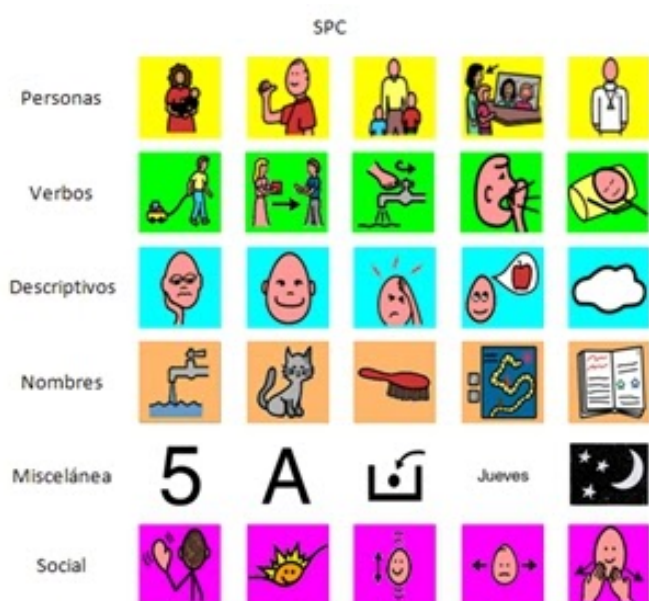 SPC
Personas
Verbos
Descriptivos
Nombres
Miscelánea
5
A
Jueves
Social